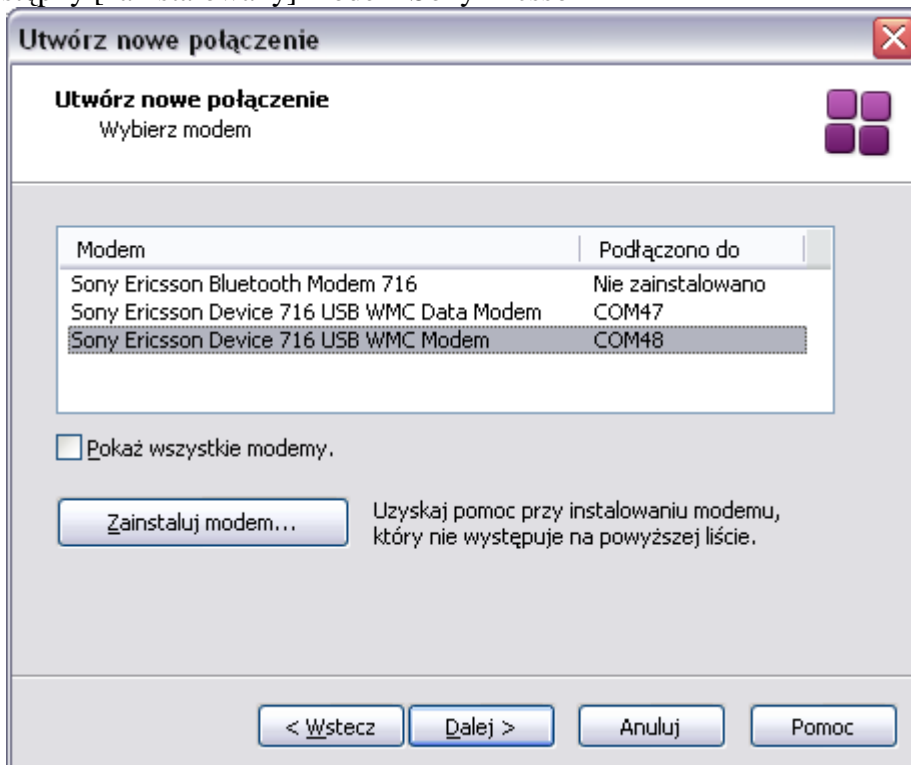 Utwórz nowe połączenie
Utwórz nowe połączenie
Wybierz modem
Modem Podłączono do
Sony Ericsson Bluetooth Modem 716 Nie zainstalowano
Sony Ericsson Device 716 USB WMC Data Modem COM47
Sony Ericsson Device 716 USB WMC Modem COM48
Pokaż wszystkie modemy.
Zainstaluj modem...
Uzyskaj pomoc przy instalowaniu modemu,
który nie występuje na powyższej liście.
< Wstecz Dalej > Anuluj Pomoc